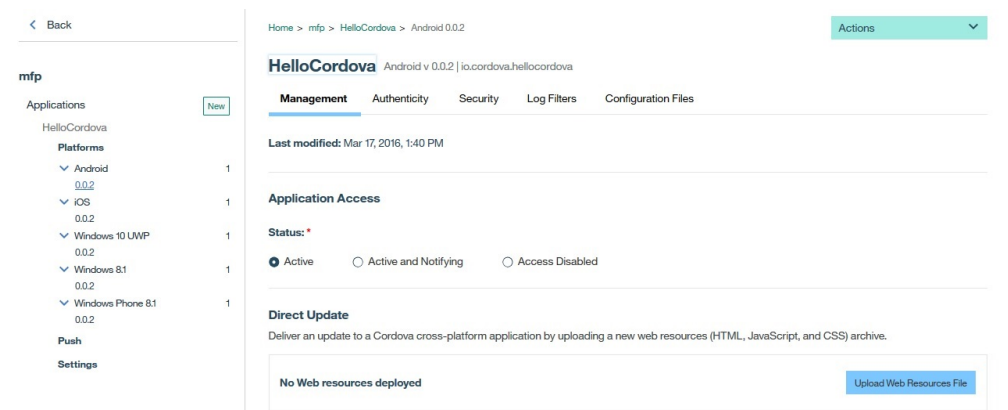 Back
mfp
Applications New
HelloCordova
Platforms
Android 1
0.0.2
iOS 1
0.0.2
Windows 10 UWP 1
0.0.2
Windows 8.1 1
0.0.2
Windows Phone 8.1 1
0.0.2
Push
Settings
Home > mfp > HelloCordova > Android 0.0.2
Actions
HelloCordova Android v 0.0.2 | io.cordova.hellocordova
Management Authenticity Security Log Filters Configuration Files
Last modified: Mar 17, 2016, 1:40 PM
Application Access
Status: *
Active Active and Notifying Access Disabled
Direct Update
Deliver an update to a Cordova cross-platform application by uploading a new web resources (HTML, JavaScript, and CSS) archive.
No Web resources deployed Upload Web Resources File